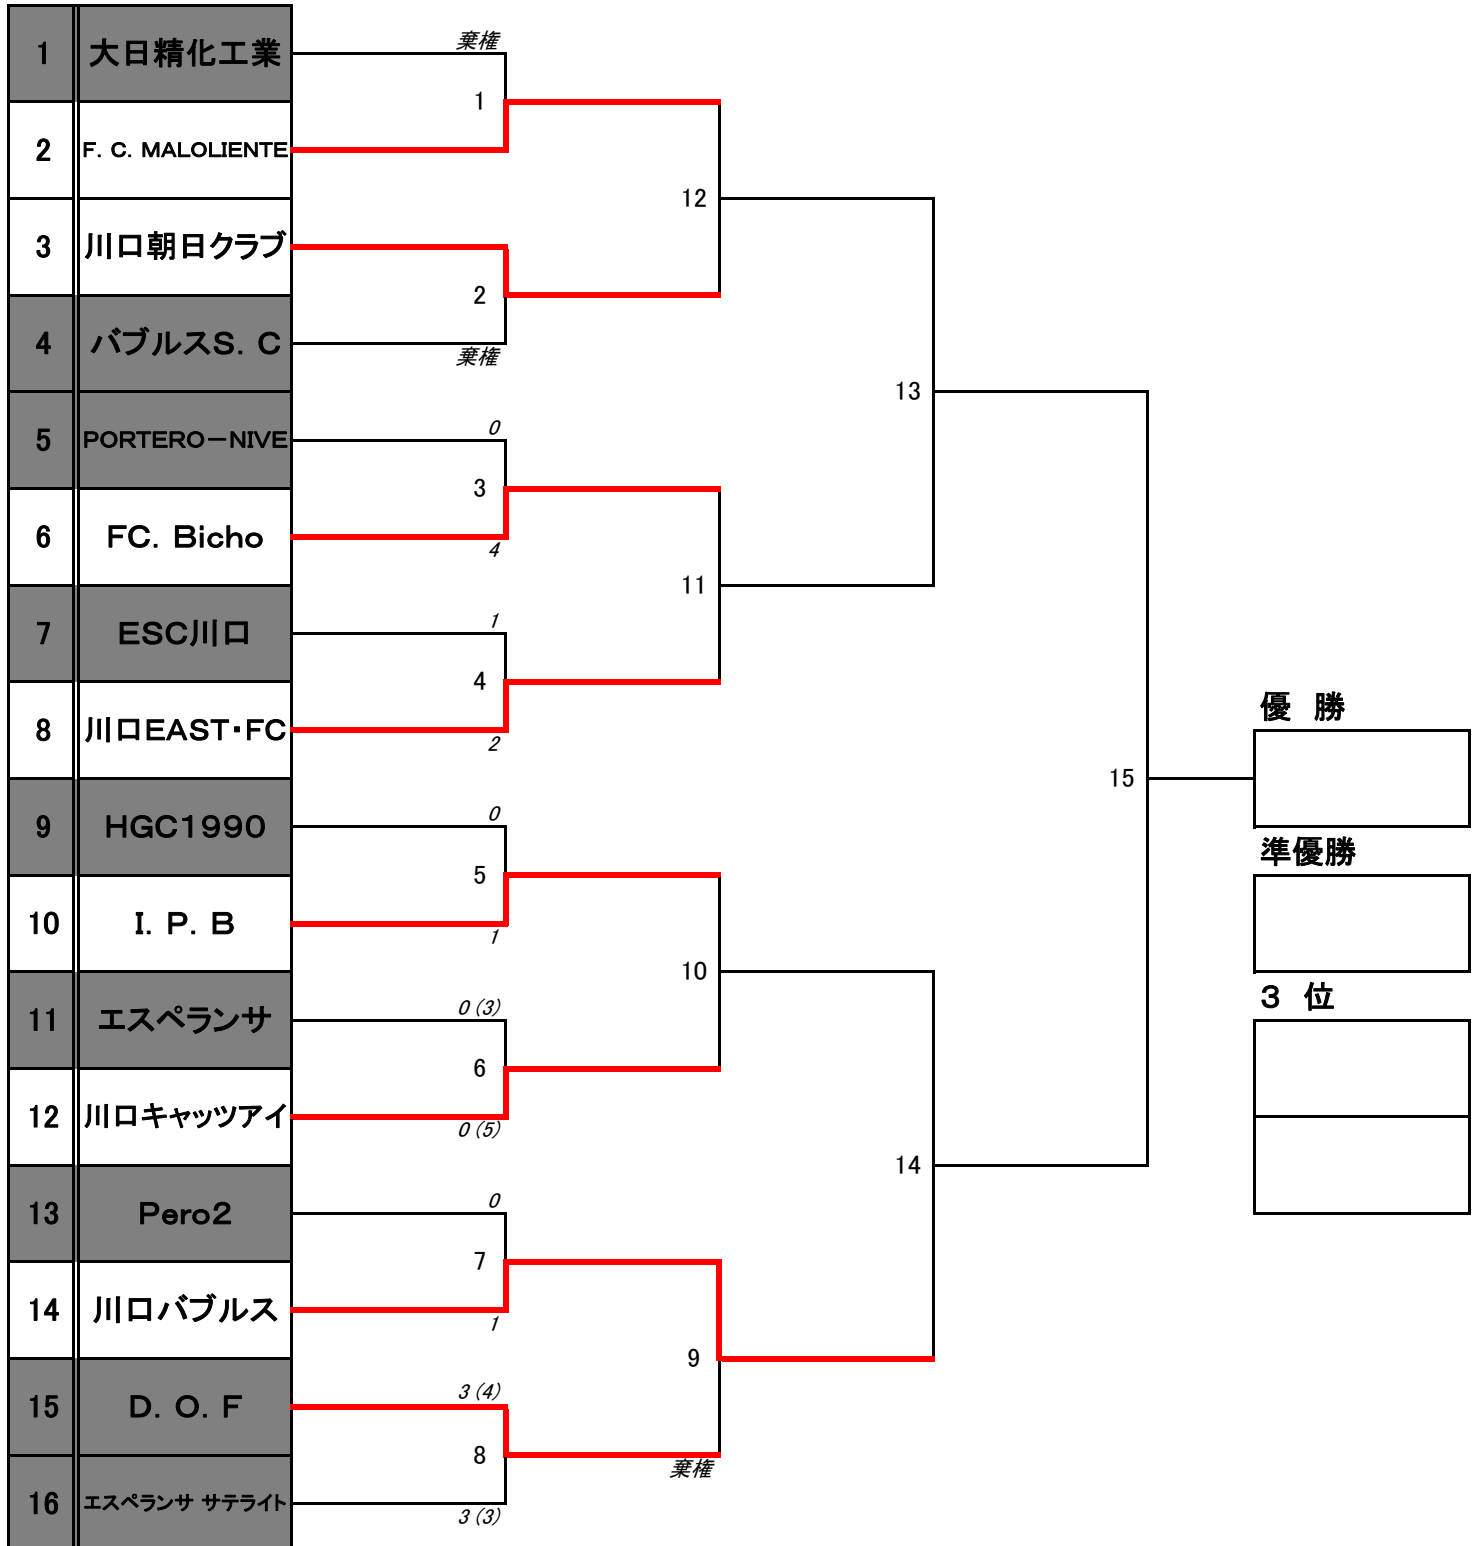 1 大日精化工業 棄権
1
2 F. C. MALOLIENTE
12
3 川口朝日クラブ
2
4 バブルスS. C 棄権
13
5 PORTERO－NIVE 0
3
6 FC. Bicho 4
11
7 ESC川口 1
4
8 川口EAST・FC 2
優 勝
15
9 HGC1990 0
準優勝
5
10 I. P. B 1
10
3 位
11 エスペランサ 0 (3)
6
12 川口キャッツアイ 0 (5)
14
13 Pero2 0
7
14 川口バブルス 1
9
15 D. O. F 3 (4)
8
棄権
16 エスペランサ サテライト 3 (3)